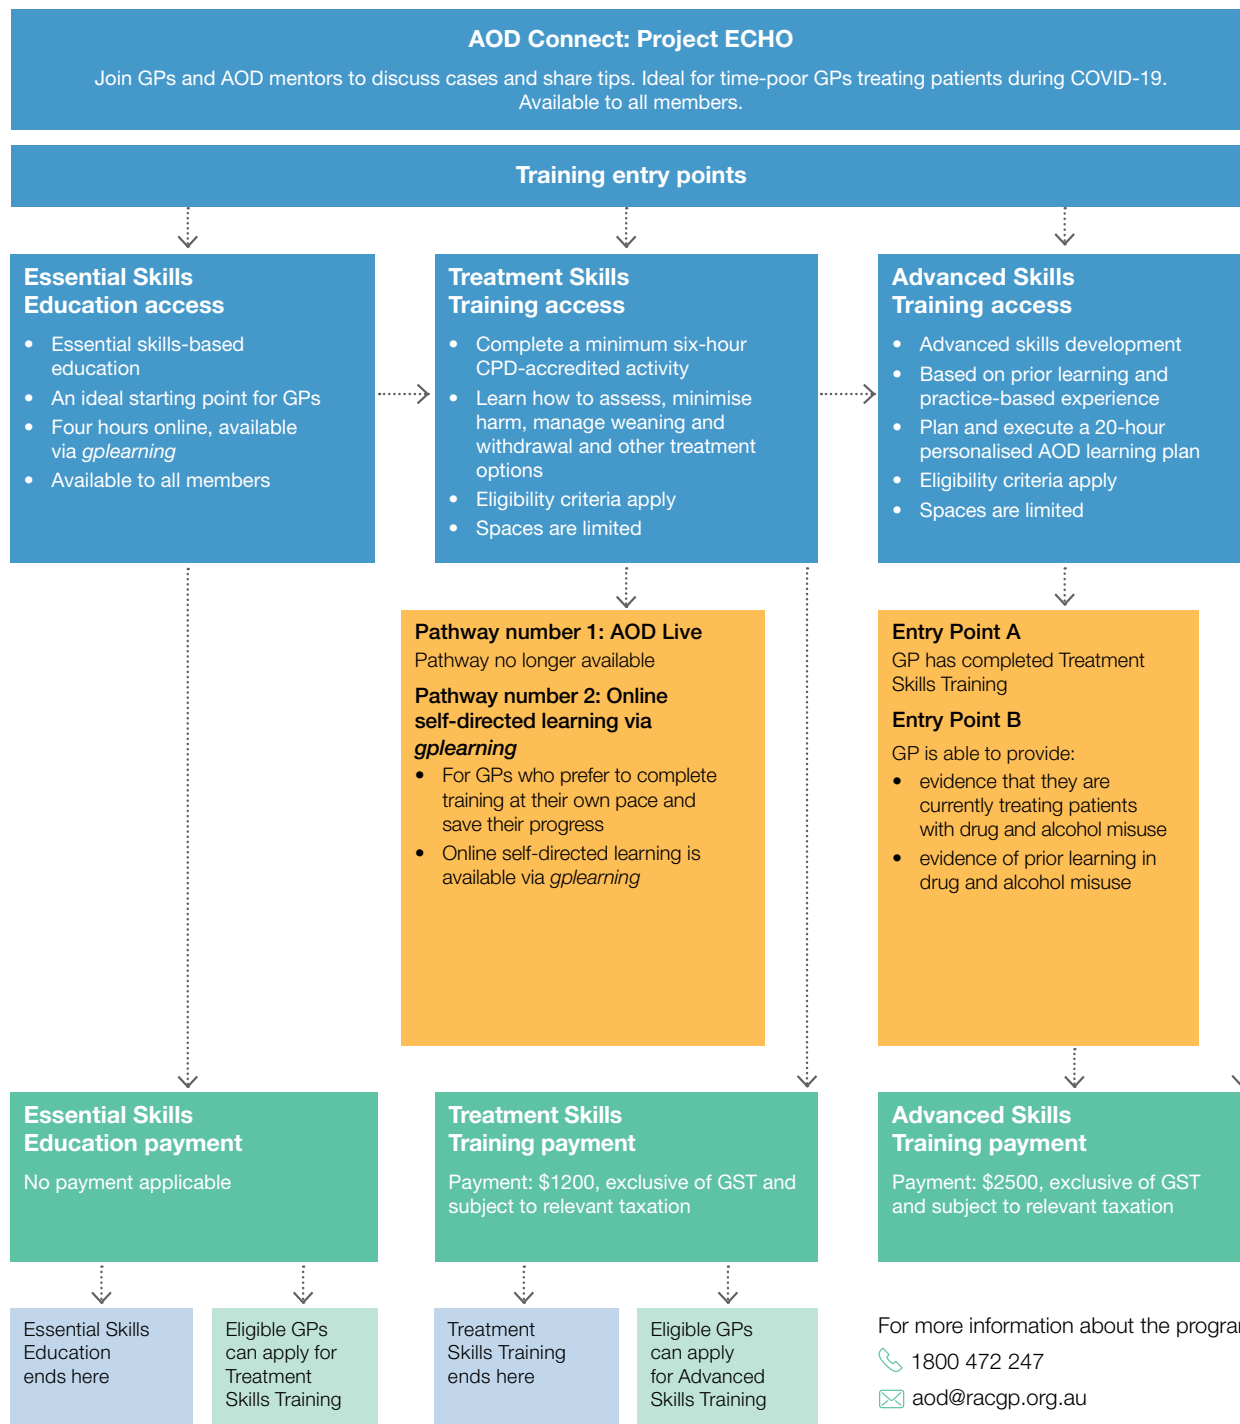 AOD Connect: Project ECHO
Join GPs and AOD mentors to discuss cases and share tips. Ideal for time-poor GPs treating patients during COVID-19.
Available to all members.
Training entry points
Essential Skills
Education access
• Essential skills-based
education
• An ideal starting point for GPs
• Four hours online, available
via gplearning
• Available to all members
Treatment Skills
Training access
• Complete a minimum six-hour
CPD-accredited activity
• Learn how to assess, minimise
harm, manage weaning and
withdrawal and other treatment
options
• Eligibility criteria apply
• Spaces are limited
Advanced Skills
Training access
• Advanced skills development
• Based on prior learning and
practice-based experience
• Plan and execute a 20-hour
personalised AOD learning plan
• Eligibility criteria apply
• Spaces are limited
Pathway number 1: AOD Live
Pathway no longer available
Pathway number 2: Online
self-directed learning via
gplearning
• For GPs who prefer to complete
training at their own pace and
save their progress
• Online self-directed learning is
available via gplearning
Entry Point A
GP has completed Treatment
Skills Training
Entry Point B
GP is able to provide:
• evidence that they are
currently treating patients
with drug and alcohol misuse
• evidence of prior learning in
drug and alcohol misuse
Essential Skills
Education payment
No payment applicable
Treatment Skills
Training payment
Payment: $1200, exclusive of GST and
subject to relevant taxation
Advanced Skills
Training payment
Payment: $2500, exclusive of GST
and subject to relevant taxation
Essential Skills
Education
ends here
Eligible GPs
can apply for
Treatment
Skills Training
Treatment
Skills Training
ends here
Eligible GPs
can apply
for Advanced
Skills Training
For more information about the program
1800 472 247
aod@racgp.org.au